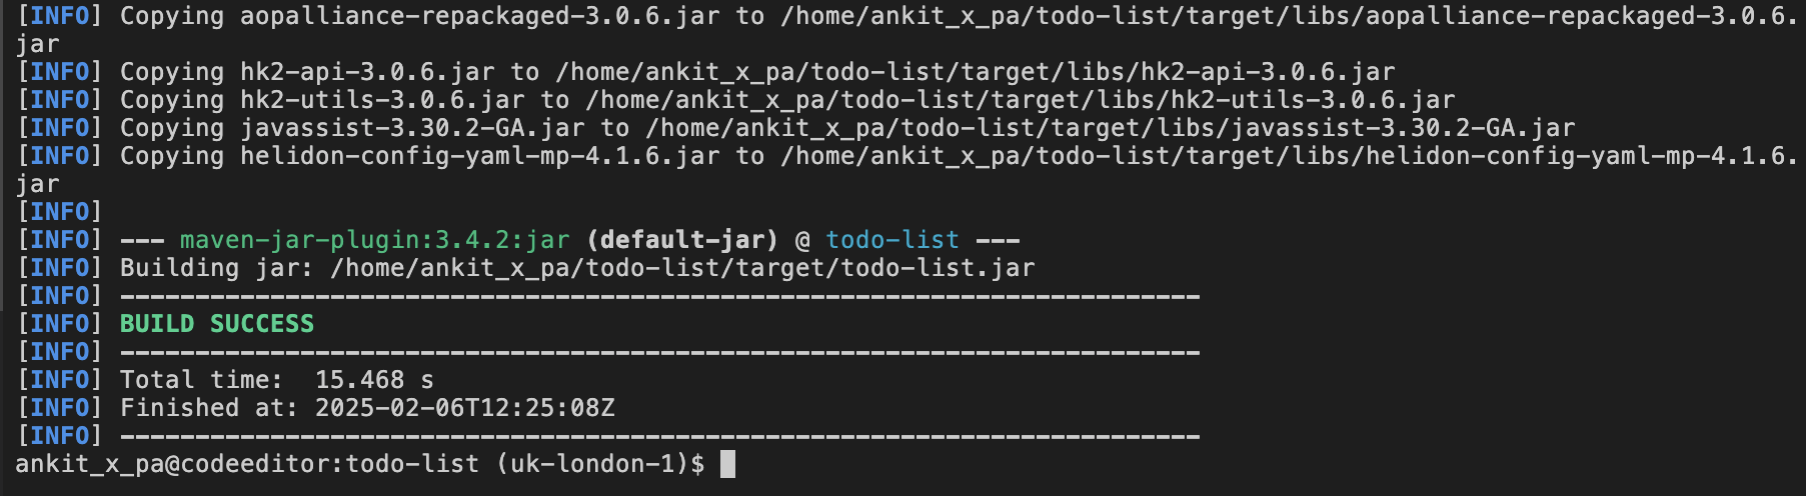 [INFO] Copying aopalliance-repackaged-3.0.6.jar to /home/ankit_x_pa/todo-list/target/libs/aopalliance-repackaged-3.0.6.
jar
[INFO] Copying hk2-api-3.0.6.jar to /home/ankit_x_pa/todo-list/target/libs/hk2-api-3.0.6.jar
[INFO] Copying hk2-utils-3.0.6.jar to /home/ankit_x_pa/todo-list/target/libs/hk2-utils-3.0.6.jar
[INFO] Copying javassist-3.30.2-GA.jar to /home/ankit_x_pa/todo-list/target/libs/javassist-3.30.2-GA.jar
[INFO] Copying helidon-config-yaml-mp-4.1.6.jar to /home/ankit_x_pa/todo-list/target/libs/helidon-config-yaml-mp-4.1.6.
jar
[INFO]
[INFO] --- maven-jar-plugin:3.4.2:jar (default-jar) @ todo-list ---
[INFO] Building jar: /home/ankit_x_pa/todo-list/target/todo-list.jar
[INFO] ------------------------------------------------------------------------
[INFO] BUILD SUCCESS
[INFO] ------------------------------------------------------------------------
[INFO] Total time:  15.468 s
[INFO] Finished at: 2025-02-06T12:25:08Z
[INFO] ------------------------------------------------------------------------
ankit_x_pa@codeeditor:todo-list (uk-london-1)$